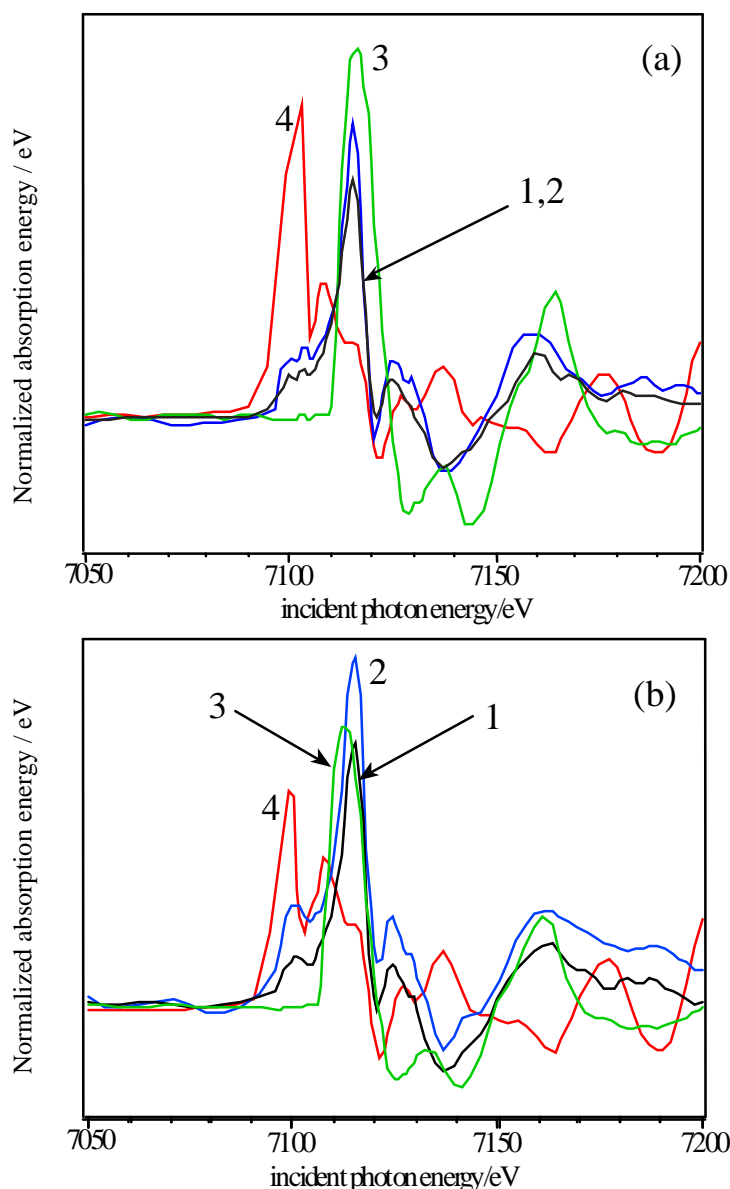 (a)
3
4
1,2
Normalized absorption energy / eV
7050 7100 7150 7200
incident photon energy/eV
(b)
2
3 1
4
Normalized absorption energy / eV
7050 7100 7150 7200
incident photon energy/eV